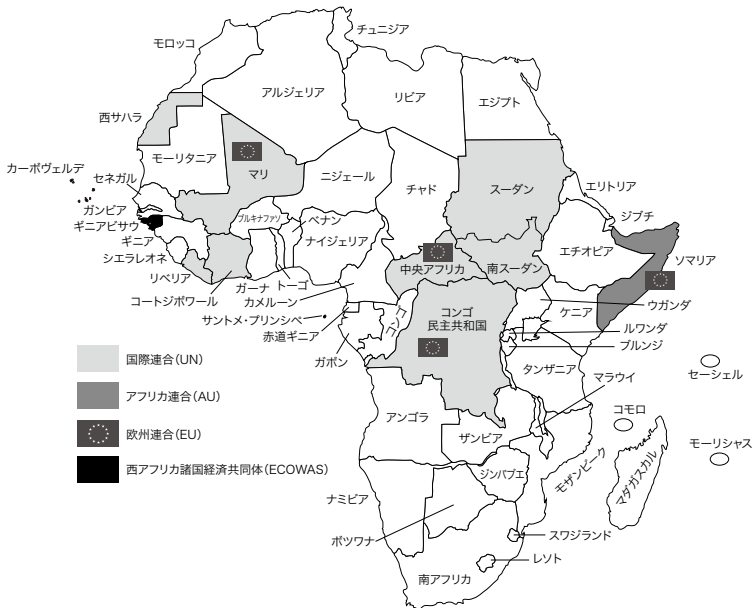 チュニジア
モロッコ
アルジェリア
リビア
エジプト
西サハラ
モーリタニア
マリ
ニジェール
チャド
スーダン
エリトリア
カーボヴェルデ
セネガル
ガンビア
ギニアビサウ
ギニア
シエラレオネ
リベリア
コートジボワール
ブルキナファソ
ベナン
ナイジェリア
ジブチ
エチオピア
ソマリア
中央アフリカ
南スーダン
ガーナ
トーゴ
カメルーン
サントメ・プリンシペ
赤道ギニア
ガボン
コンゴ
コンゴ
民主共和国
ケニア
ウガンダ
ルワンダ
ブルンジ
タンザニア
セーシェル
マラウイ
コモロ
モーリシャス
アンゴラ
ザンビア
ジンバブエ
モザンビーク
マダガスカル
ナミビア
ボツワナ
スワジランド
レソト
南アフリカ
国際連合（UN）
アフリカ連合（AU）
欧州連合（EU）
西アフリカ諸国経済共同体（ECOWAS）